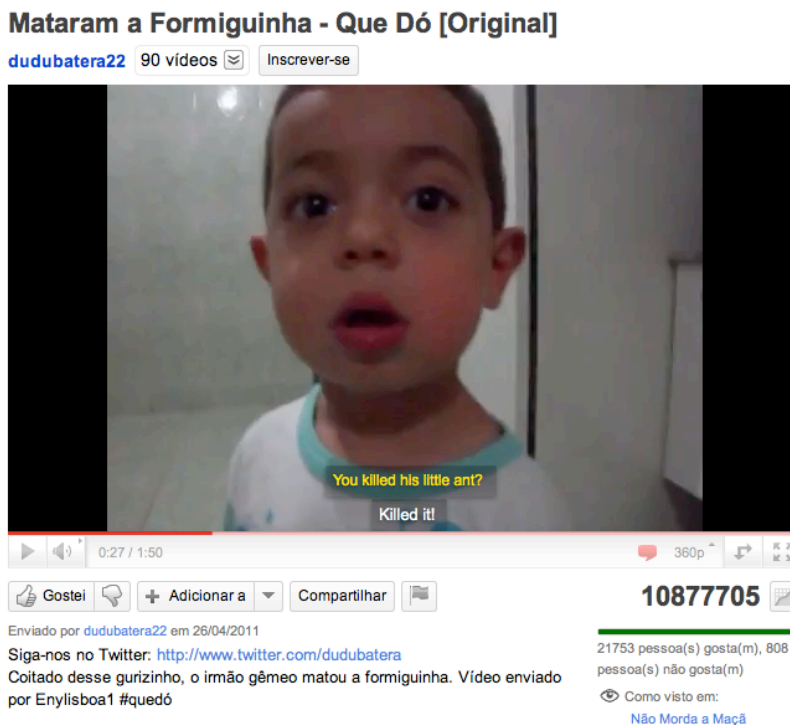 Mataram a Formiguinha - Que Dó [Original]
dudubatera22 90 vídeos Inscrever-se
You killed his little ant?
Killed it!
0:27 / 1:50 360p
Gostei Adicionar a Compartilhar 10877705
Enviado por dudubatera22 em 26/04/2011
Siga-nos no Twitter: http://www.twitter.com/dudubatera
Coitado desse gurizinho, o irmão gêmeo matou a formiguinha. Vídeo enviado
por Enylisboa1 #quedó
21753 pessoa(s) gosta(m), 808
pessoa(s) não gosta(m)
Como visto em:
Não Morda a Maçã